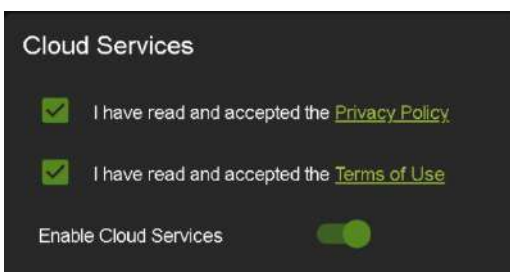 Cloud Services
I have read and accepted the Privacy Policy
I have read and accepted the Terms of Use
Enable Cloud Services